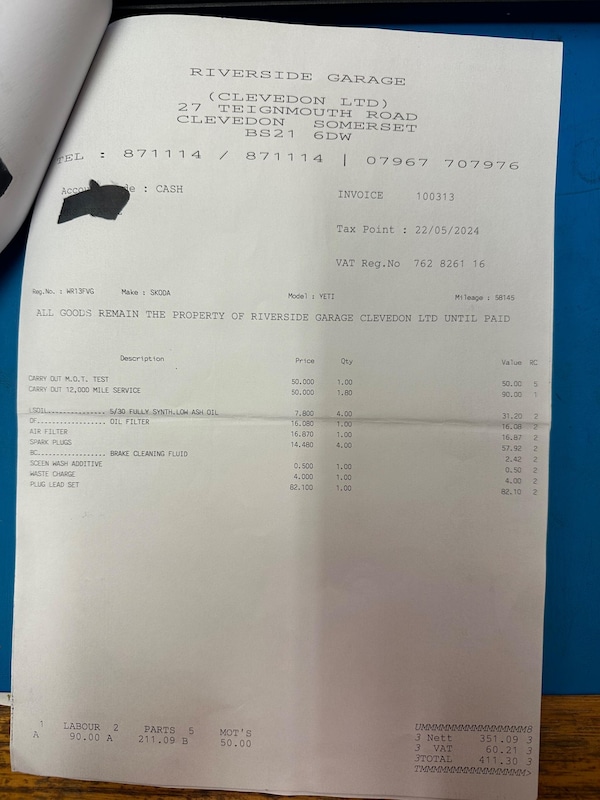 RIVERSIDE GARAGE
(CLEVEDON LTD)
27 TEIGNMOUTH ROAD
CLEVEDON SOMERSET
BS21 6DW
TEL : 871114 / 871114 | 07967 707976
Accou de : CASH
INVOICE 100313
Tax Point : 22/05/2024
VAT Reg.No 762 8261 16
Reg.No. : WR13FVG Make : SKODA Model : YETI Mileage : 58145
ALL GOODS REMAIN THE PROPERTY OF RIVERSIDE GARAGE CLEVEDON LTD UNTIL PAID
Description Price Qty Value RC
CARRY OUT M.O.T. TEST 50.000 1.00 50.00 5
CARRY OUT 12,000 MILE SERVICE 50.000 1.80 90.00 1
LSOIL................. 5/30 FULLY SYNTH.LOW ASH OIL 7.800 4.00 31.20 2
OF.................. OIL FILTER 16.080 1.00 16.08 2
AIR FILTER 16.870 1.00 16.87 2
SPARK PLUGS 14.480 4.00 57.92 2
BC.................. BRAKE CLEANING FLUID 2.42 2
SCEEN WASH ADDITIVE 0.500 1.00 0.50 2
WASTE CHARGE 4.000 1.00 4.00 2
PLUG LEAD SET 82.100 1.00 82.10 2
1 LABOUR 2 PARTS 5 MOT'S
A 90.00 A 211.09 B 50.00
UMMMMMMMMMMMMMMMMM8
3 Nett 351.09 3
3 VAT 60.21 3
3TOTAL 411.30 3
TMMMMMMMMMMMMMMMMM>